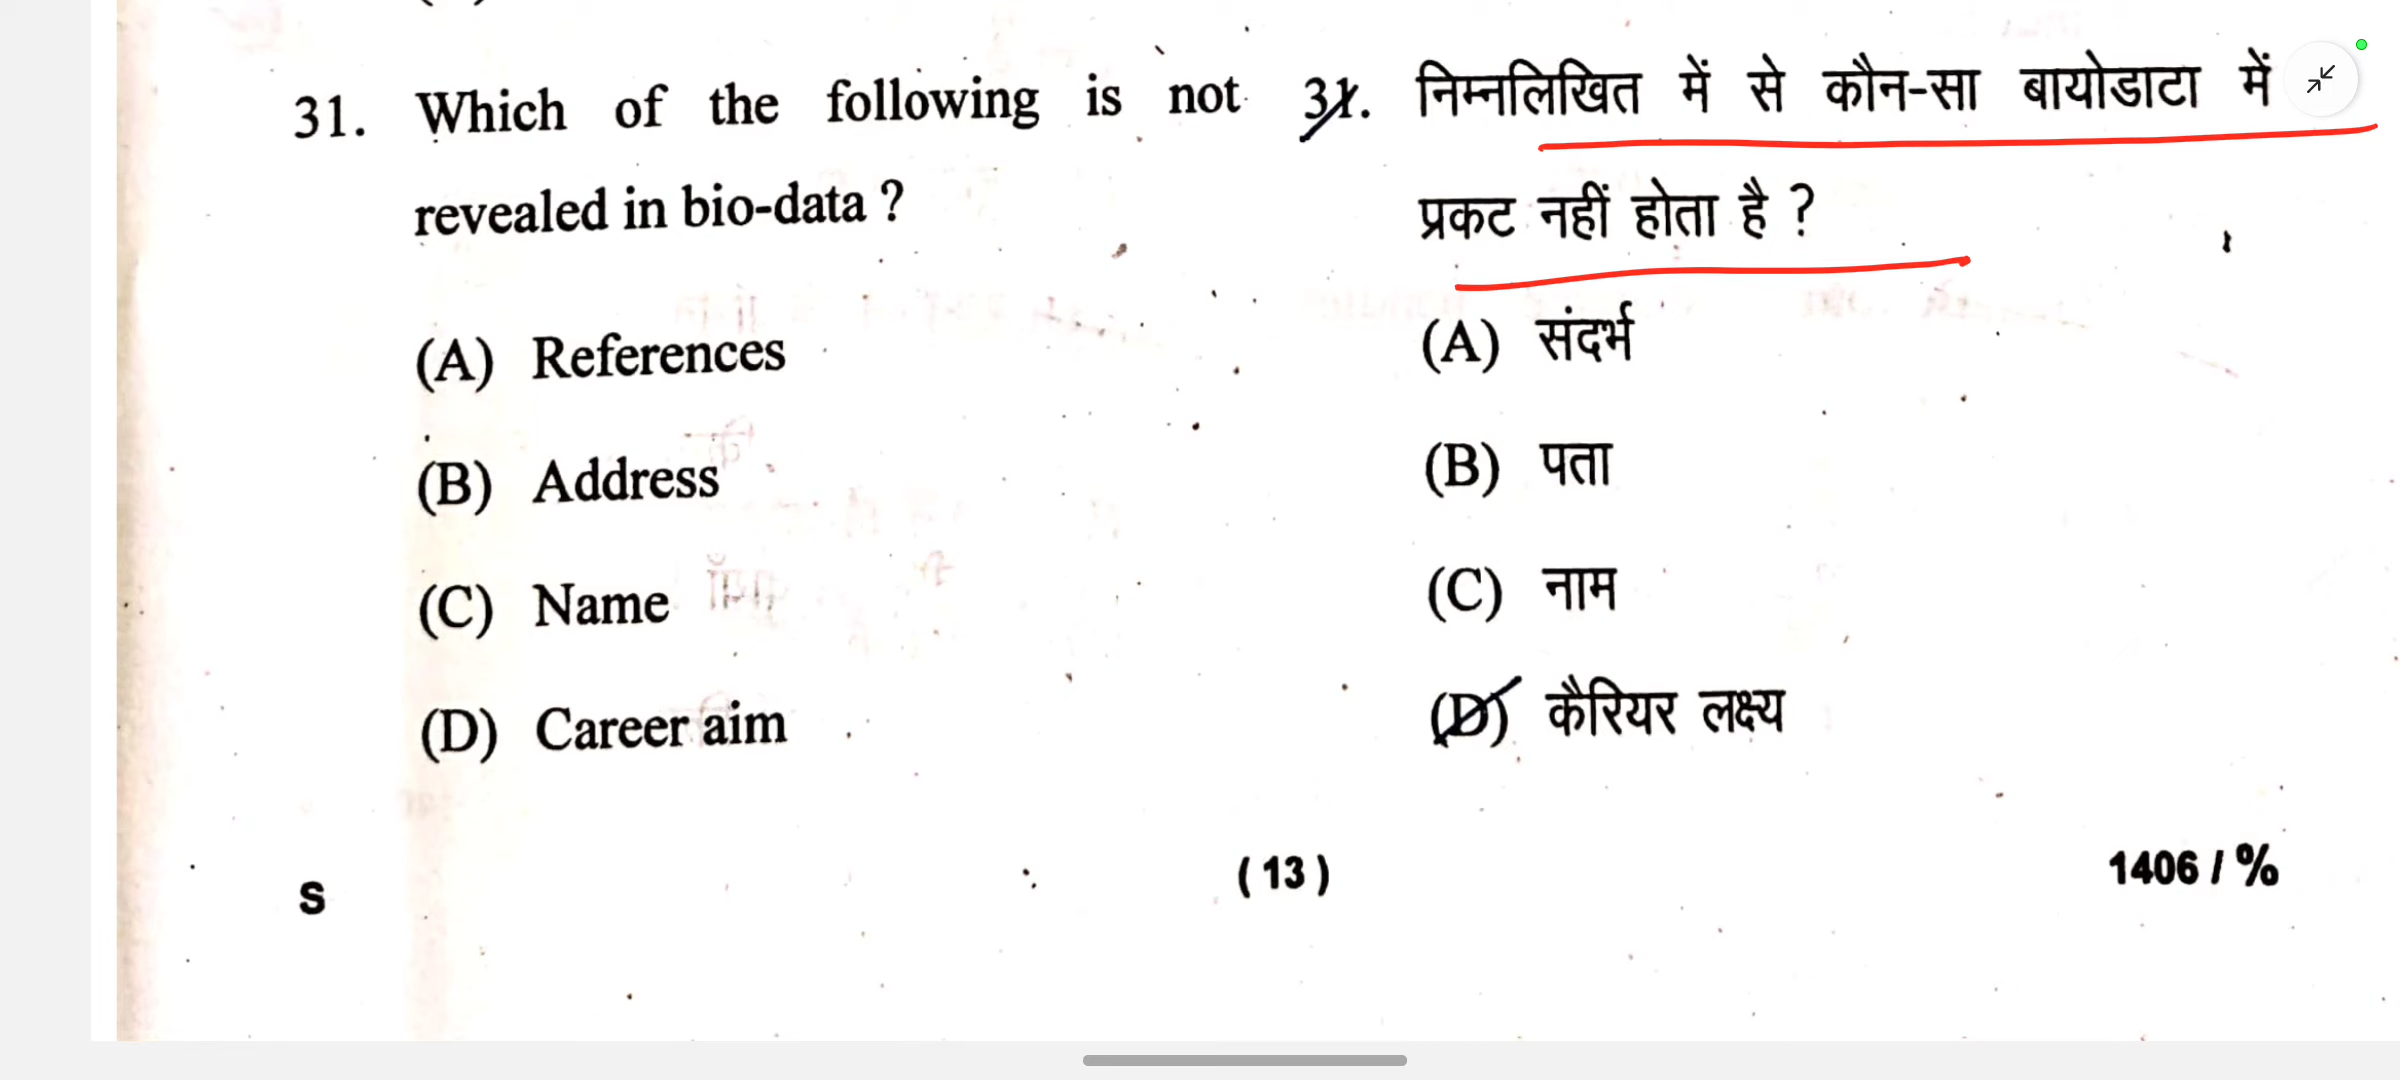 31. Which of the following is not
revealed in bio-data ?
(A) References
(B) Address
(C) Name
(D) Career aim
31. निम्नलिखित में से कौन-सा बायोडाटा में
प्रकट नहीं होता है ?
(A) संदर्भ
(B) पता
(C) नाम
(D) कैरियर लक्ष्य
S
( 13 )
1406 / %